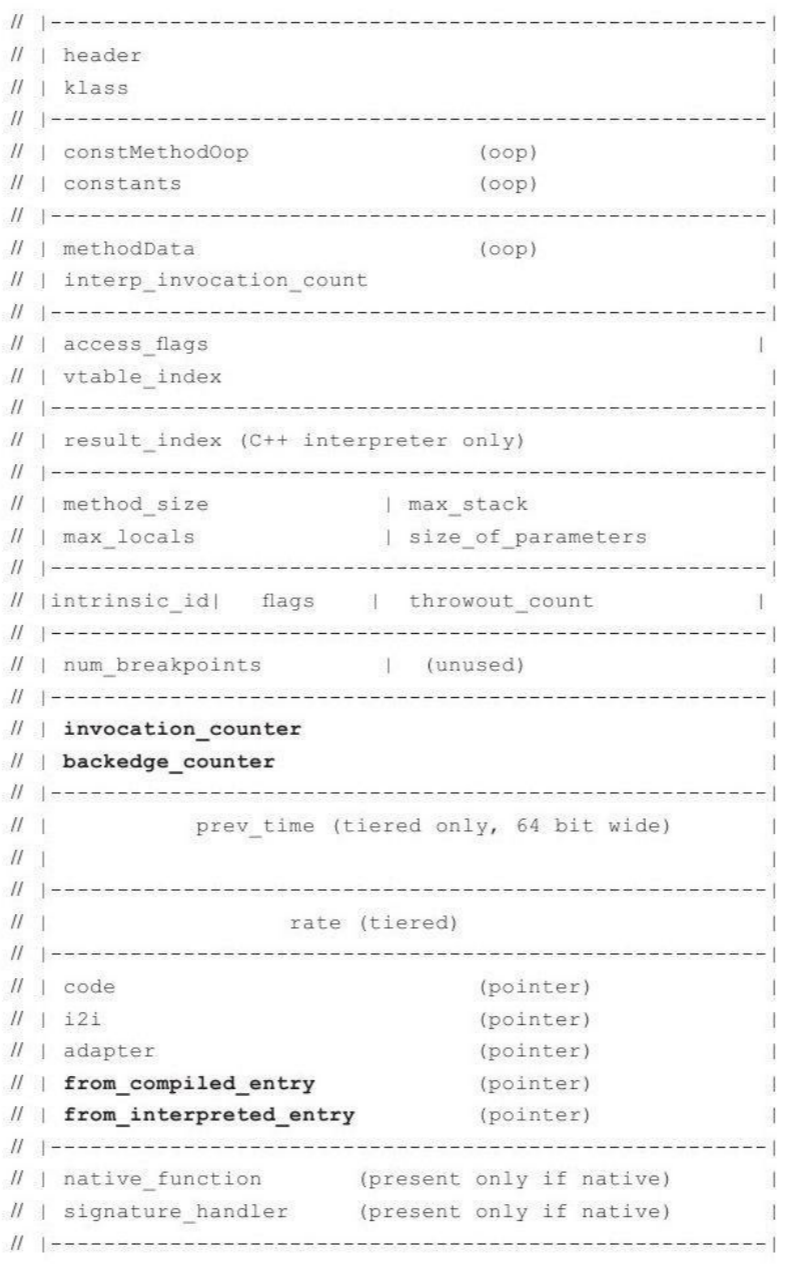 // |------------------------------------------------------|
// | header                                               |
// | klass                                                |
// |------------------------------------------------------|
// | constMethodOop                 (oop)                 |
// | constants                      (oop)                 |
// |------------------------------------------------------|
// | methodData                     (oop)                 |
// | interp_invocation_count                              |
// |------------------------------------------------------|
// | access_flags                                         |
// | vtable_index                                         |
// |------------------------------------------------------|
// | result_index (C++ interpreter only)                  |
// |------------------------------------------------------|
// | method_size             | max_stack                  |
// | max_locals              | size_of_parameters         |
// |------------------------------------------------------|
// |intrinsic_id|   flags    |  throwout_count            |
// |------------------------------------------------------|
// | num_breakpoints         |  (unused)                  |
// |------------------------------------------------------|
// | invocation_counter                                   |
// | backedge_counter                                     |
// |------------------------------------------------------|
// |           prev_time (tiered only, 64 bit wide)       |
// |                                                      |
// |------------------------------------------------------|
// |                  rate (tiered)                       |
// |------------------------------------------------------|
// | code                           (pointer)             |
// | i2i                            (pointer)             |
// | adapter                        (pointer)             |
// | from_compiled_entry            (pointer)             |
// | from_interpreted_entry         (pointer)             |
// |------------------------------------------------------|
// | native_function       (present only if native)       |
// | signature_handler     (present only if native)       |
// |------------------------------------------------------|